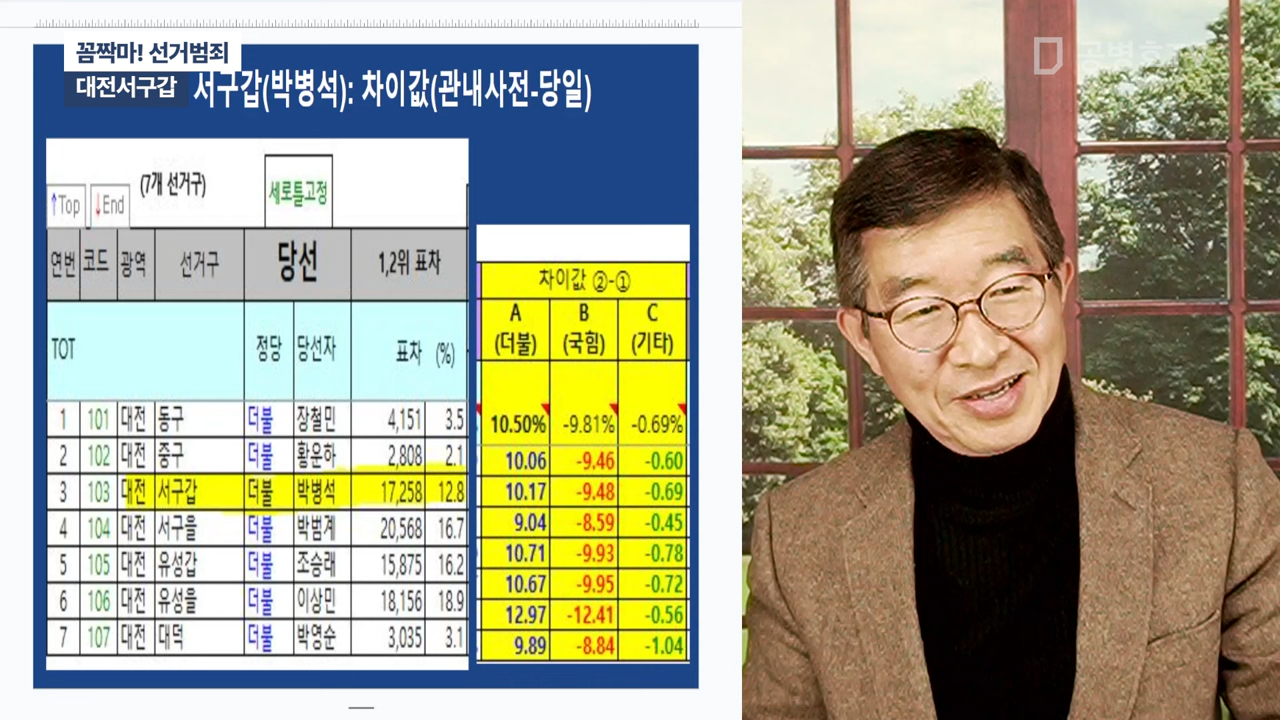 꼼짝마! 선거범죄
대전서구갑
서구갑(박병석): 차이값(관내사전-당일)
(7개 선거구)
세로틀고정
↑Top ↓End
연번 코드 광역 선거구 당선 1,2위 표차
TOT 정당 당선자 표차 (%)
1 101 대전 동구 더불 장철민 4,151 3.5
2 102 대전 중구 더불 황운하 2,808 2.1
3 103 대전 서구갑 더불 박병석 17,258 12.8
4 104 대전 서구을 더불 박범계 20,568 16.7
5 105 대전 유성갑 더불 조승래 15,875 16.2
6 106 대전 유성을 더불 이상민 18,156 18.9
7 107 대전 대덕 더불 박영순 3,035 3.1
차이값 ②-①
A B C
(더불) (국힘) (기타)
10.50% -9.81% -0.69%
10.06 -9.46 -0.60
10.17 -9.48 -0.69
9.04 -8.59 -0.45
10.71 -9.93 -0.78
10.67 -9.95 -0.72
12.97 -12.41 -0.56
9.89 -8.84 -1.04